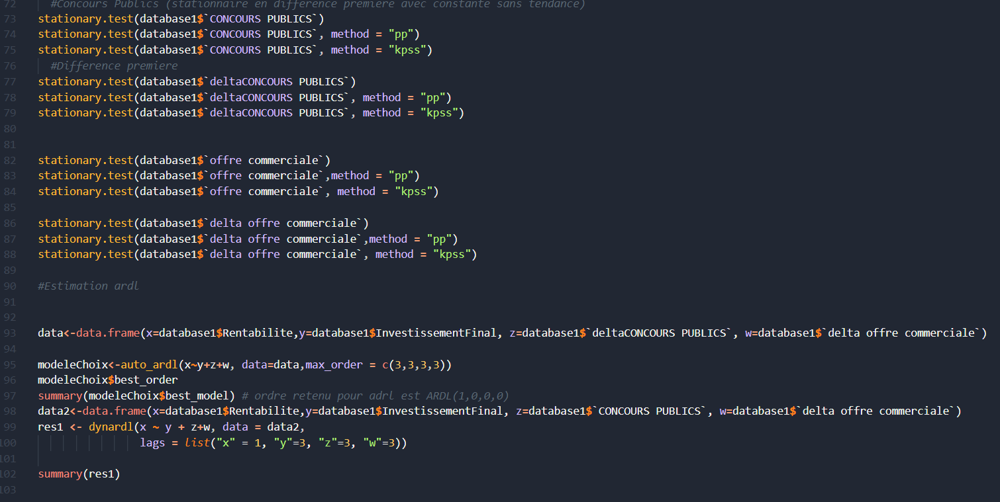 72 #Concours Publics (stationnaire en difference premiere avec constante sans tendance)
73 stationary.test(database1$`CONCOURS PUBLICS`)
74 stationary.test(database1$`CONCOURS PUBLICS`, method = "pp")
75 stationary.test(database1$`CONCOURS PUBLICS`, method = "kpss")
76 #Difference premiere
77 stationary.test(database1$`deltaCONCOURS PUBLICS`)
78 stationary.test(database1$`deltaCONCOURS PUBLICS`, method = "pp")
79 stationary.test(database1$`deltaCONCOURS PUBLICS`, method = "kpss")
80
81
82 stationary.test(database1$`offre commerciale`)
83 stationary.test(database1$`offre commerciale`,method = "pp")
84 stationary.test(database1$`offre commerciale`, method = "kpss")
85
86 stationary.test(database1$`delta offre commerciale`)
87 stationary.test(database1$`delta offre commerciale`,method = "pp")
88 stationary.test(database1$`delta offre commerciale`, method = "kpss")
89
90 #Estimation ardl
91
92
93 data<-data.frame(x=database1$Rentabilite,y=database1$InvestissementFinal, z=database1$`deltaCONCOURS PUBLICS`, w=database1$`delta offre commerciale`)
94
95 modeleChoix<-auto_ardl(x~y+z+w, data=data,max_order = c(3,3,3,3))
96 modeleChoix$best_order
97 summary(modeleChoix$best_model) # ordre retenu pour adrl est ARDL(1,0,0,0)
98 data2<-data.frame(x=database1$Rentabilite,y=database1$InvestissementFinal, z=database1$`CONCOURS PUBLICS`, w=database1$`delta offre commerciale`)
99 res1 <- dynardl(x ~ y + z+w, data = data2,
100 lags = list("x" = 1, "y"=3, "z"=3, "w"=3))
101
102 summary(res1)
103